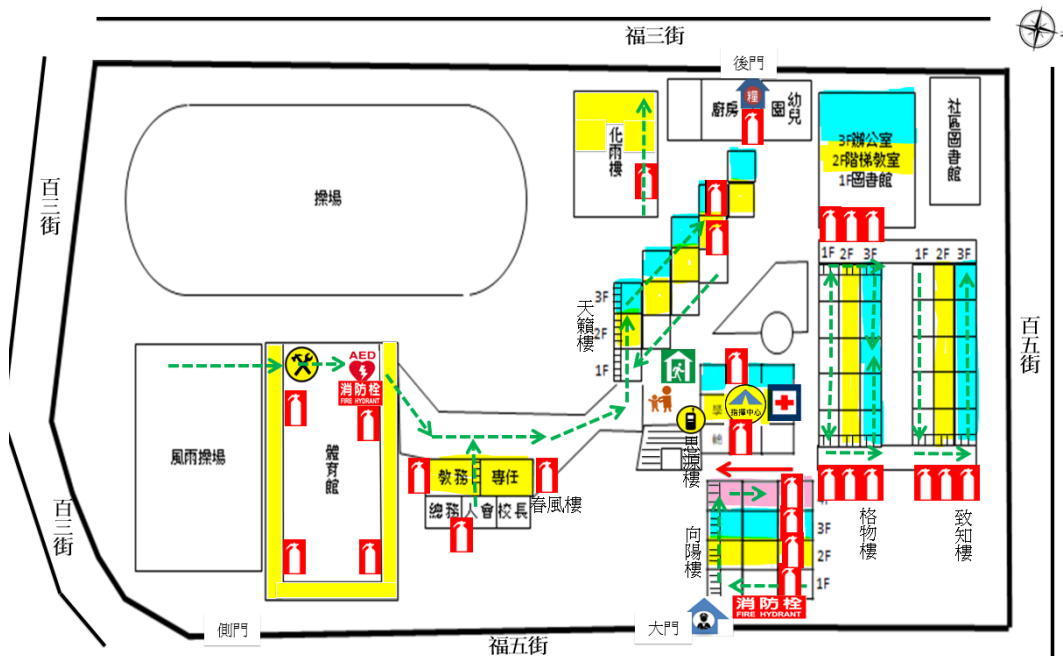 福三街
後門
百三街
操場
化雨樓
廚房
幼兒園
3F辦公室
2F階梯教室
1F圖書館
社區圖書館
1F 2F 3F
1F 2F 3F
天籟樓
3F
2F
1F
百五街
AED
消防栓
FIRE HYDRANT
指揮中心
學
總
思源樓
風雨操場
體育館
教務
專任
春風樓
總務
人會
校長
百三街
向陽樓
3F
2F
1F
格物樓
致知樓
消防栓
FIRE HYDRANT
側門
大門
福五街